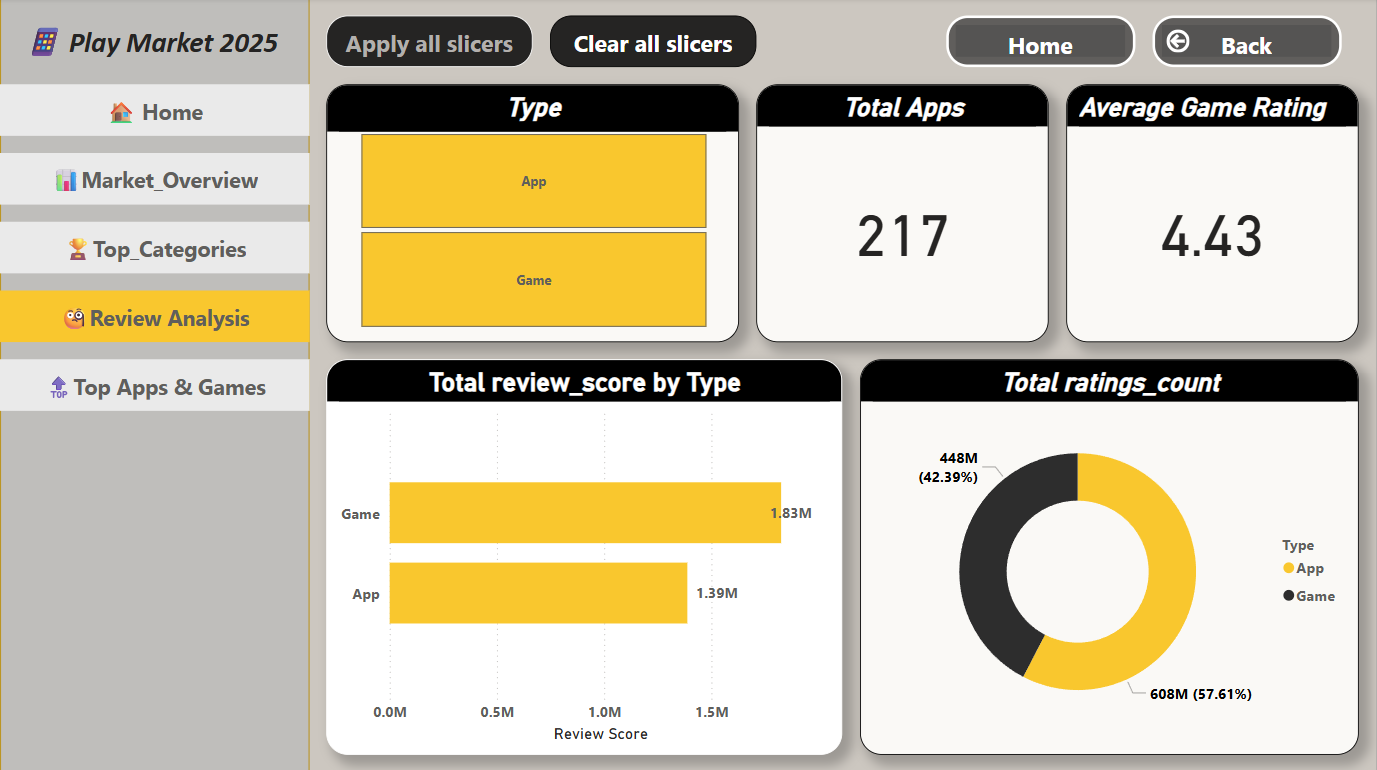 Play Market 2025
Apply all slicers
Clear all slicers
Home
Back
Home
Market_Overview
Top_Categories
Review Analysis
TOP
Top Apps & Games
Type
App
Game
Total Apps
217
Average Game Rating
4.43
Total review_score by Type
Game
1.83M
App
1.39M
0.0M
0.5M
1.0M
1.5M
Review Score
Total ratings_count
448M
(42.39%)
608M (57.61%)
Type
App
Game